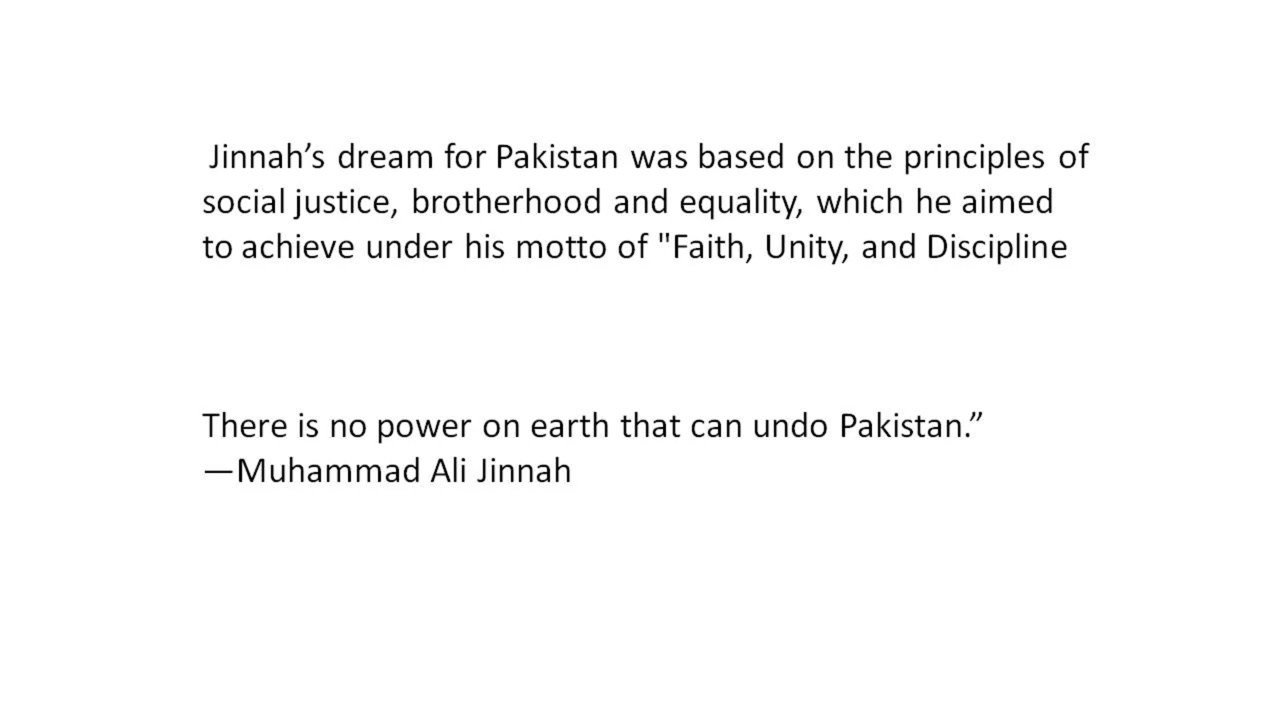 Jinnah’s dream for Pakistan was based on the principles of
social justice, brotherhood and equality, which he aimed
to achieve under his motto of "Faith, Unity, and Discipline
There is no power on earth that can undo Pakistan.”
—Muhammad Ali Jinnah